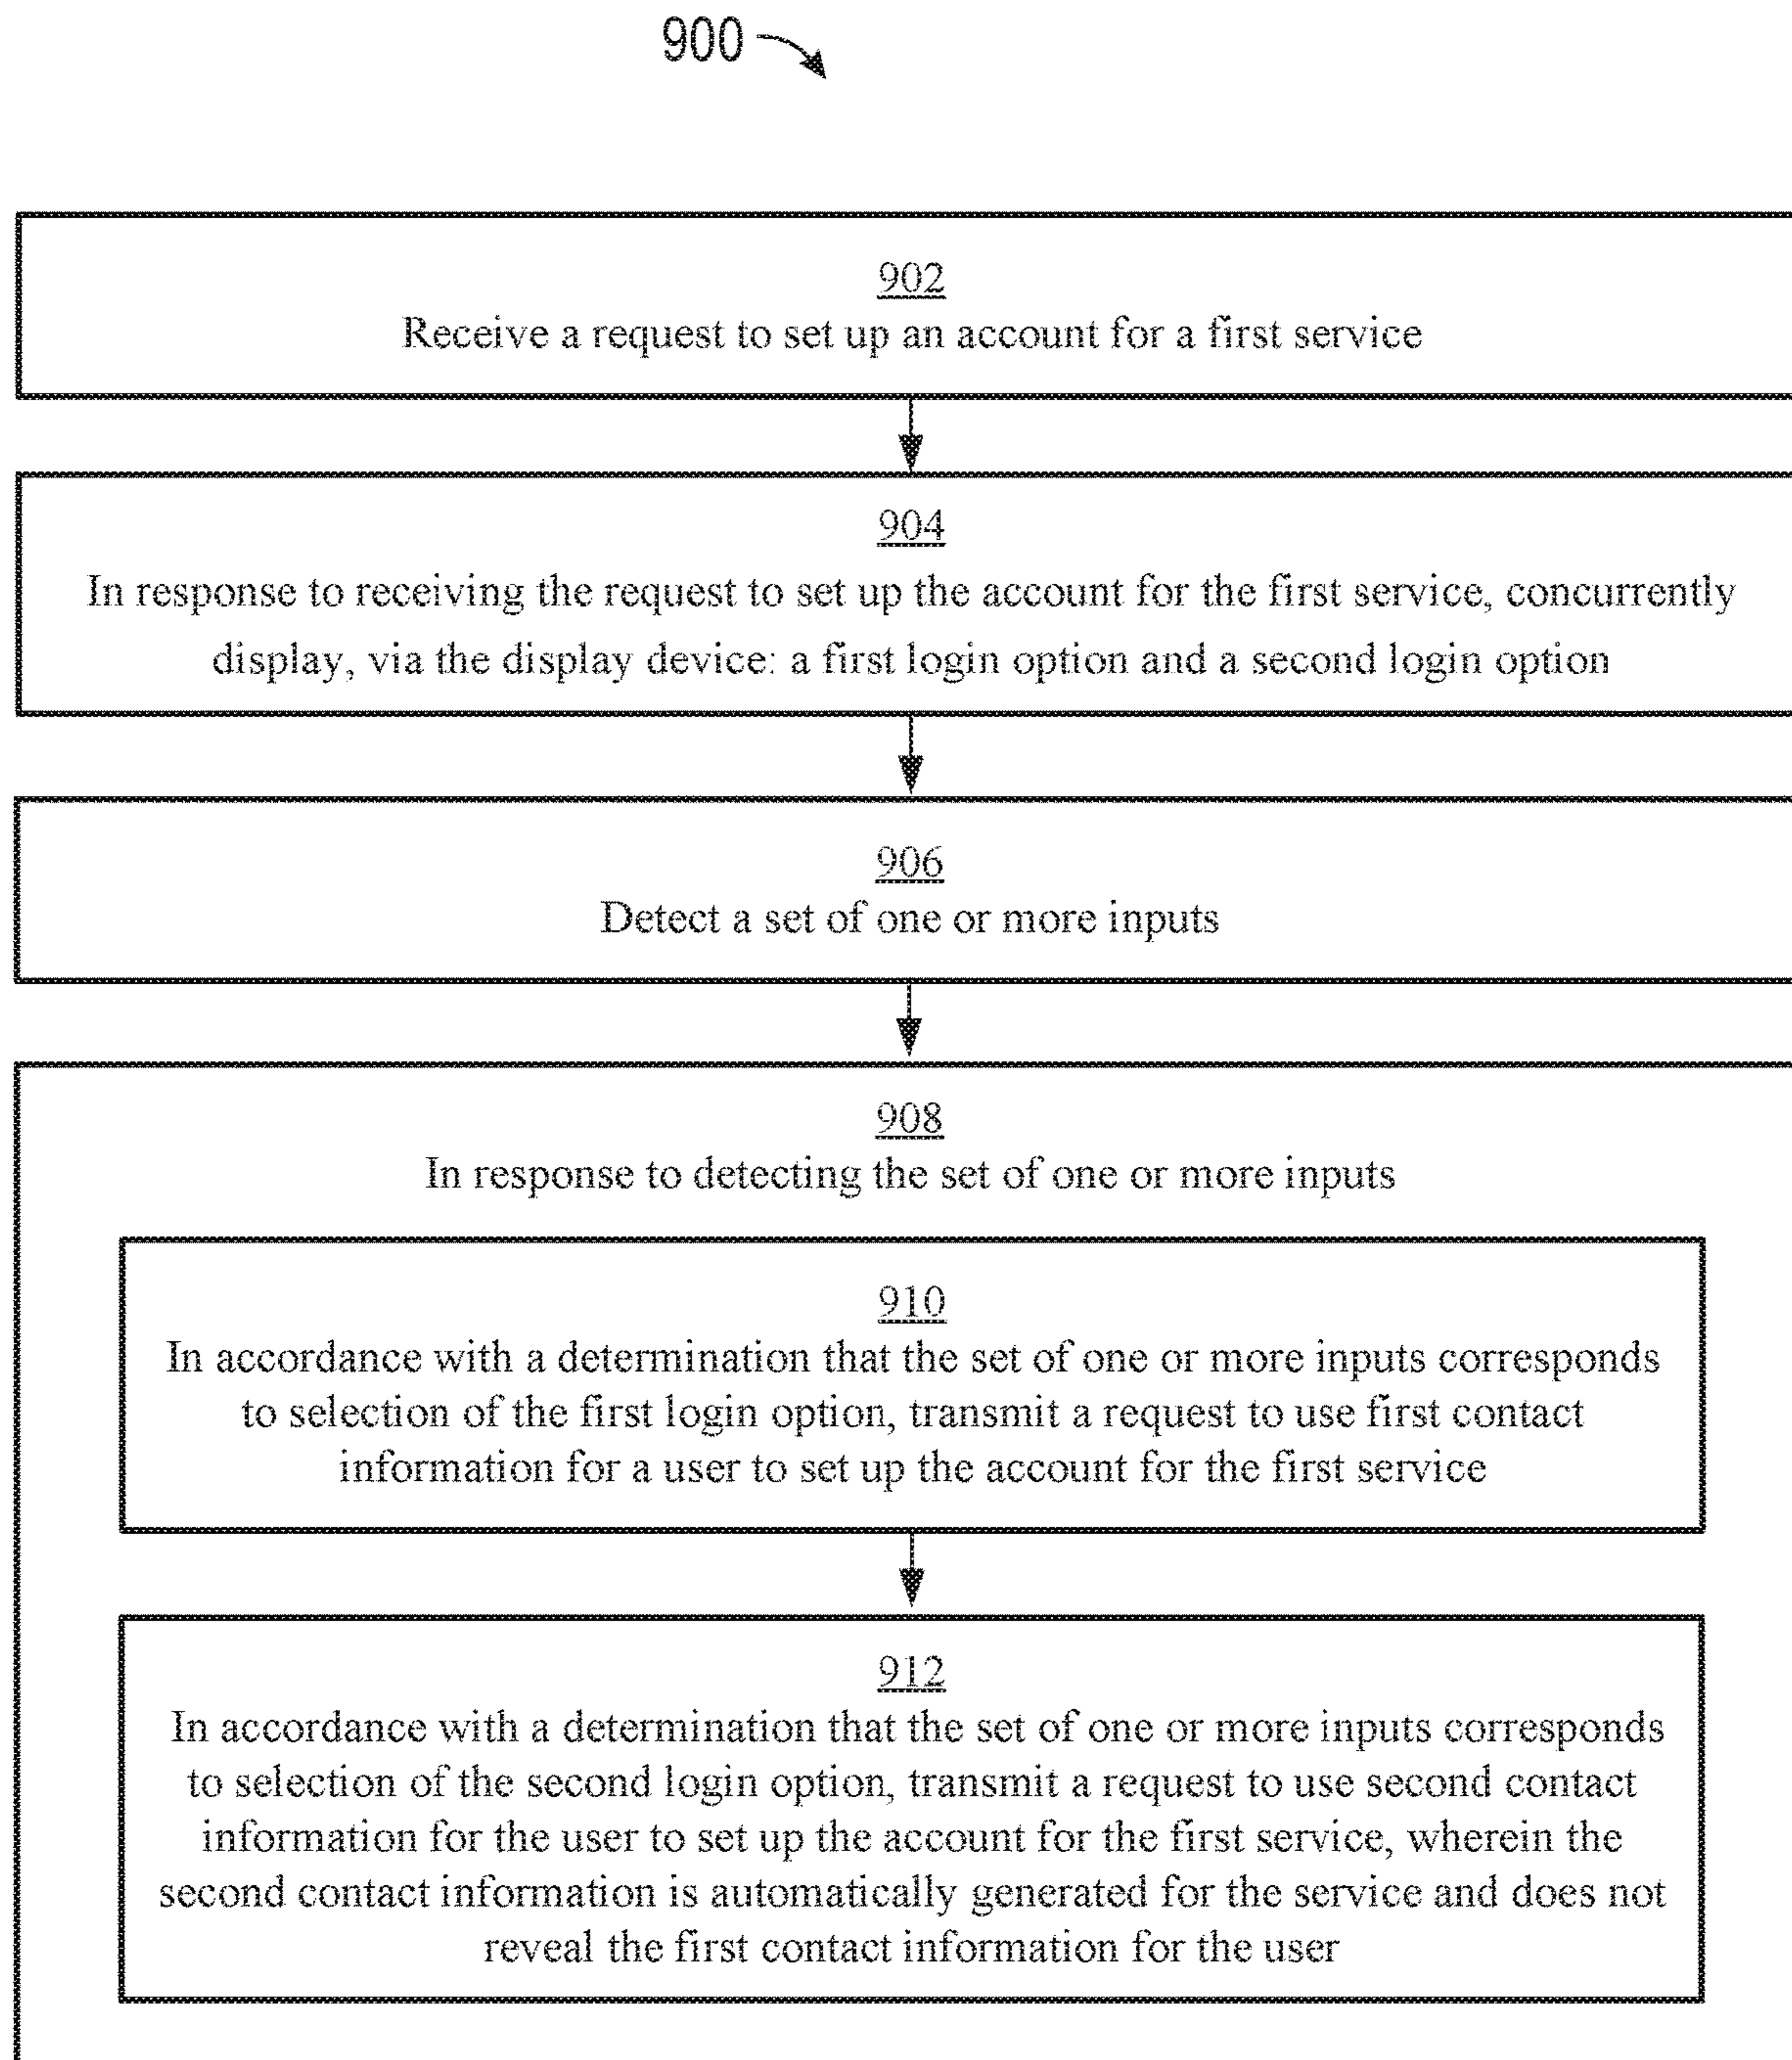 900
902
Receive a request to set up an account for a first service
904
In response to receiving the request to set up the account for the first service, concurrently
display, via the display device: a first login option and a second login option
906
Detect a set of one or more inputs
908
In response to detecting the set of one or more inputs
910
In accordance with a determination that the set of one or more inputs corresponds
to selection of the first login option, transmit a request to use first contact
information for a user to set up the account for the first service
912
In accordance with a determination that the set of one or more inputs corresponds
to selection of the second login option, transmit a request to use second contact
information for the user to set up the account for the first service, wherein the
second contact information is automatically generated for the service and does not
reveal the first contact information for the user